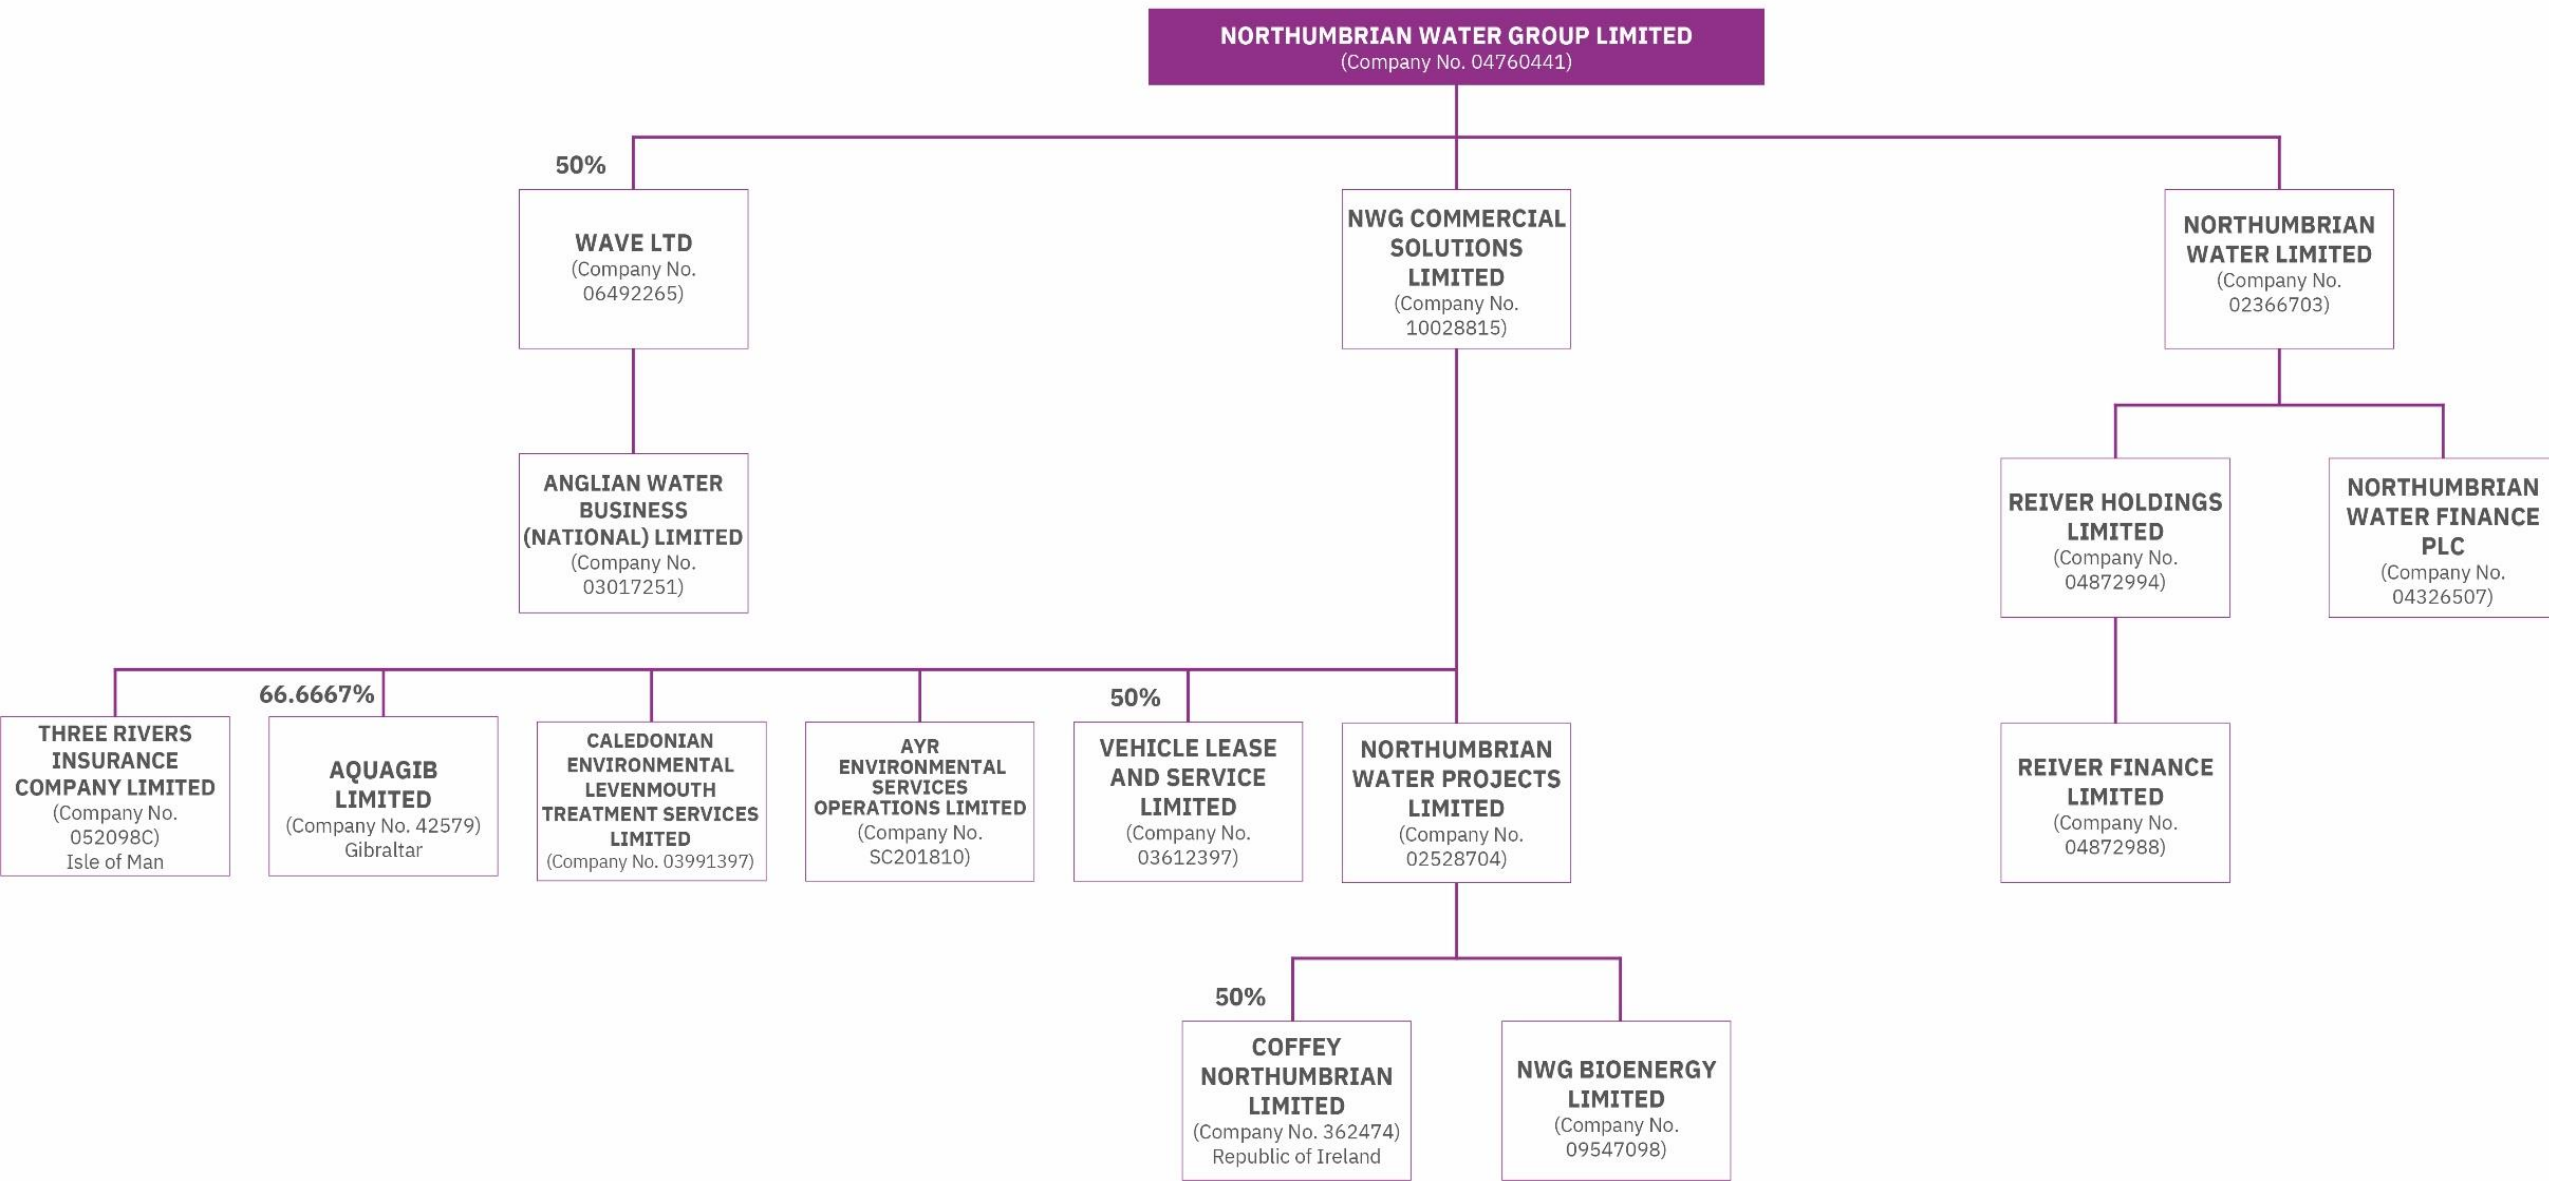 NORTHUMBRIAN WATER GROUP LIMITED
(Company No. 04760441)
50%
WAVE LTD
(Company No.
06492265)
NWG COMMERCIAL
SOLUTIONS
LIMITED
(Company No.
10028815)
NORTHUMBRIAN
WATER LIMITED
(Company No.
02366703)
ANGLIAN WATER
BUSINESS
(NATIONAL) LIMITED
(Company No.
03017251)
REIVER HOLDINGS
LIMITED
(Company No.
04872994)
NORTHUMBRIAN
WATER FINANCE
PLC
(Company No.
04326507)
THREE RIVERS
INSURANCE
COMPANY LIMITED
(Company No.
052098C)
Isle of Man
66.6667%
AQUAGIB
LIMITED
(Company No. 42579)
Gibraltar
CALEDONIAN
ENVIRONMENTAL
LEVENMOUTH
TREATMENT SERVICES
LIMITED
(Company No. 03991397)
AYR
ENVIRONMENTAL
SERVICES
OPERATIONS LIMITED
(Company No.
SC201810)
50%
VEHICLE LEASE
AND SERVICE
LIMITED
(Company No.
03612397)
NORTHUMBRIAN
WATER PROJECTS
LIMITED
(Company No.
02528704)
REIVER FINANCE
LIMITED
(Company No.
04872988)
50%
COFFEY
NORTHUMBRIAN
LIMITED
(Company No. 362474)
Republic of Ireland
NWG BIOENERGY
LIMITED
(Company No.
09547098)